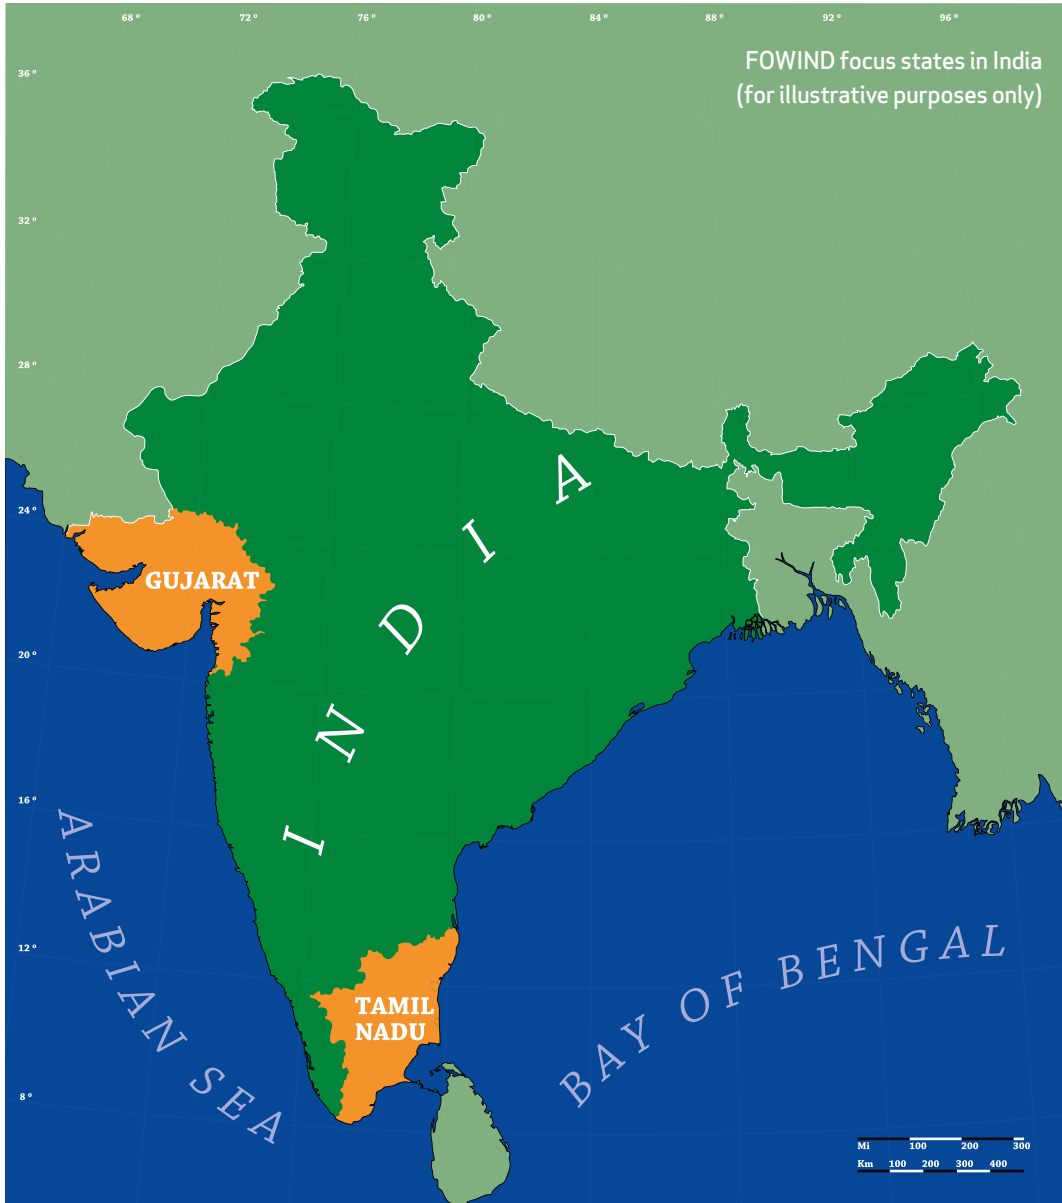 68 º 72 º 76 º 80 º 84 º 88 º 92 º 96 º
FOWIND focus states in India
(for illustrative purposes only)
36 º
32 º
28 º
24 º
20 º
16 º
12 º
8 º
GUJARAT
INDIA
TAMIL
NADU
ARABIAN SEA
BAY OF BENGAL
Mi 100 200 300
Km 100 200 300 400